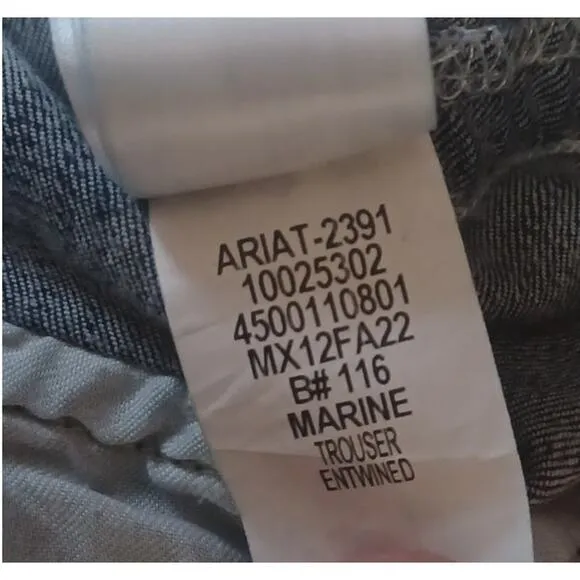 ARIAT-2391
10025302
4500110801
MX12FA22
B# 116
MARINE
TROUSER
ENTWINED